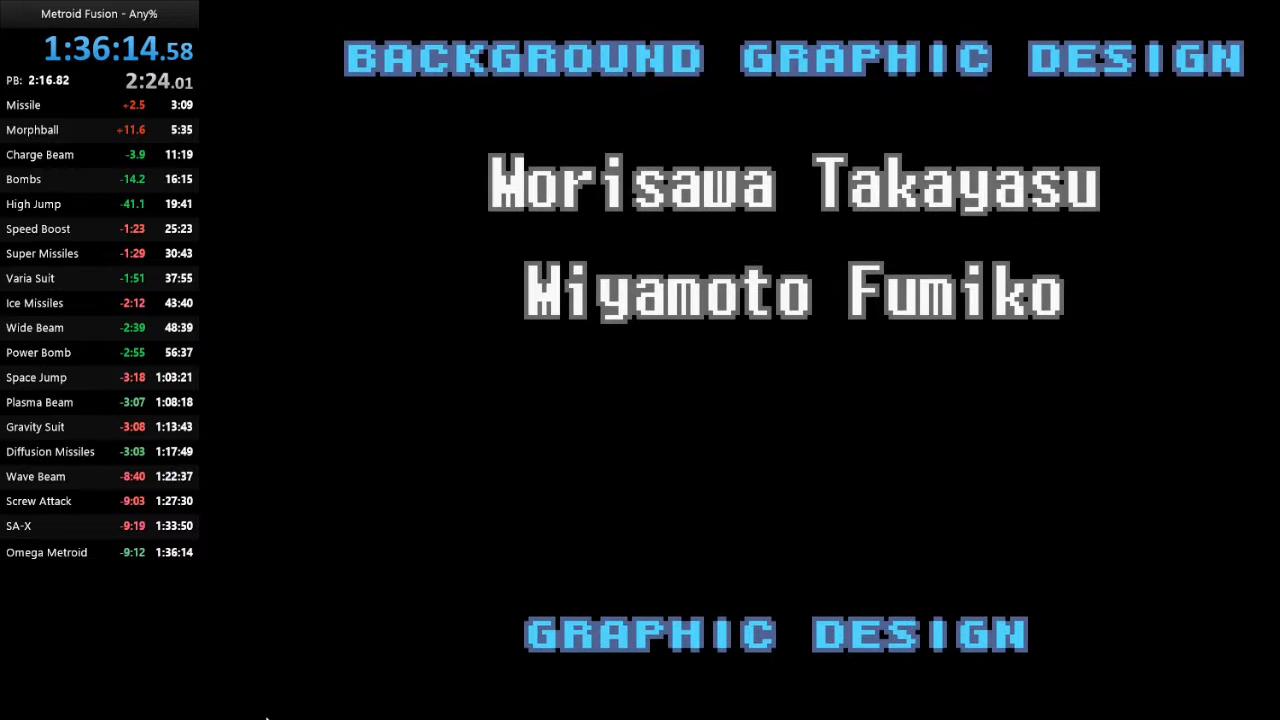 Metroid Fusion - Any%
1:36:14.58
PB: 2:16.82 2:24.01
Missile +2.5 3:09
Morphball +11.6 5:35
Charge Beam -3.9 11:19
Bombs -14.2 16:15
High Jump -41.1 19:41
Speed Boost -1:23 25:23
Super Missiles -1:29 30:43
Varia Suit -1:51 37:55
Ice Missiles -2:12 43:40
Wide Beam -2:39 48:39
Power Bomb -2:55 56:37
Space Jump -3:18 1:03:21
Plasma Beam -3:07 1:08:18
Gravity Suit -3:08 1:13:43
Diffusion Missiles -3:03 1:17:49
Wave Beam -8:40 1:22:37
Screw Attack -9:03 1:27:30
SA-X -9:19 1:33:50
Omega Metroid -9:12 1:36:14
BACKGROUND GRAPHIC DESIGN
Morisawa Takayasu
Miyamoto Fumiko
GRAPHIC DESIGN